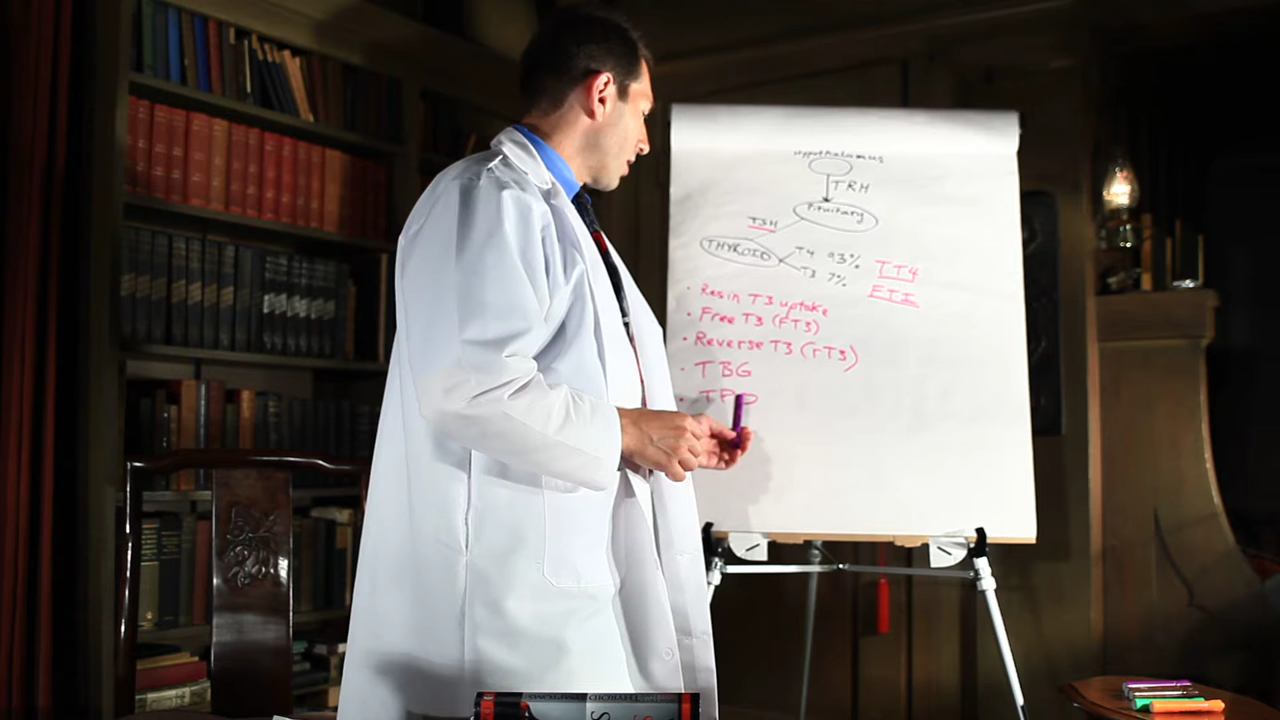 Hypothalamus
TRH
Pituitary
TSH
THYROID
T4 93%
T3 7%
TT4
FTI
• Resin T3 uptake
• Free T3 (FT3)
• Reverse T3 (rT3)
• TBG
• TPO